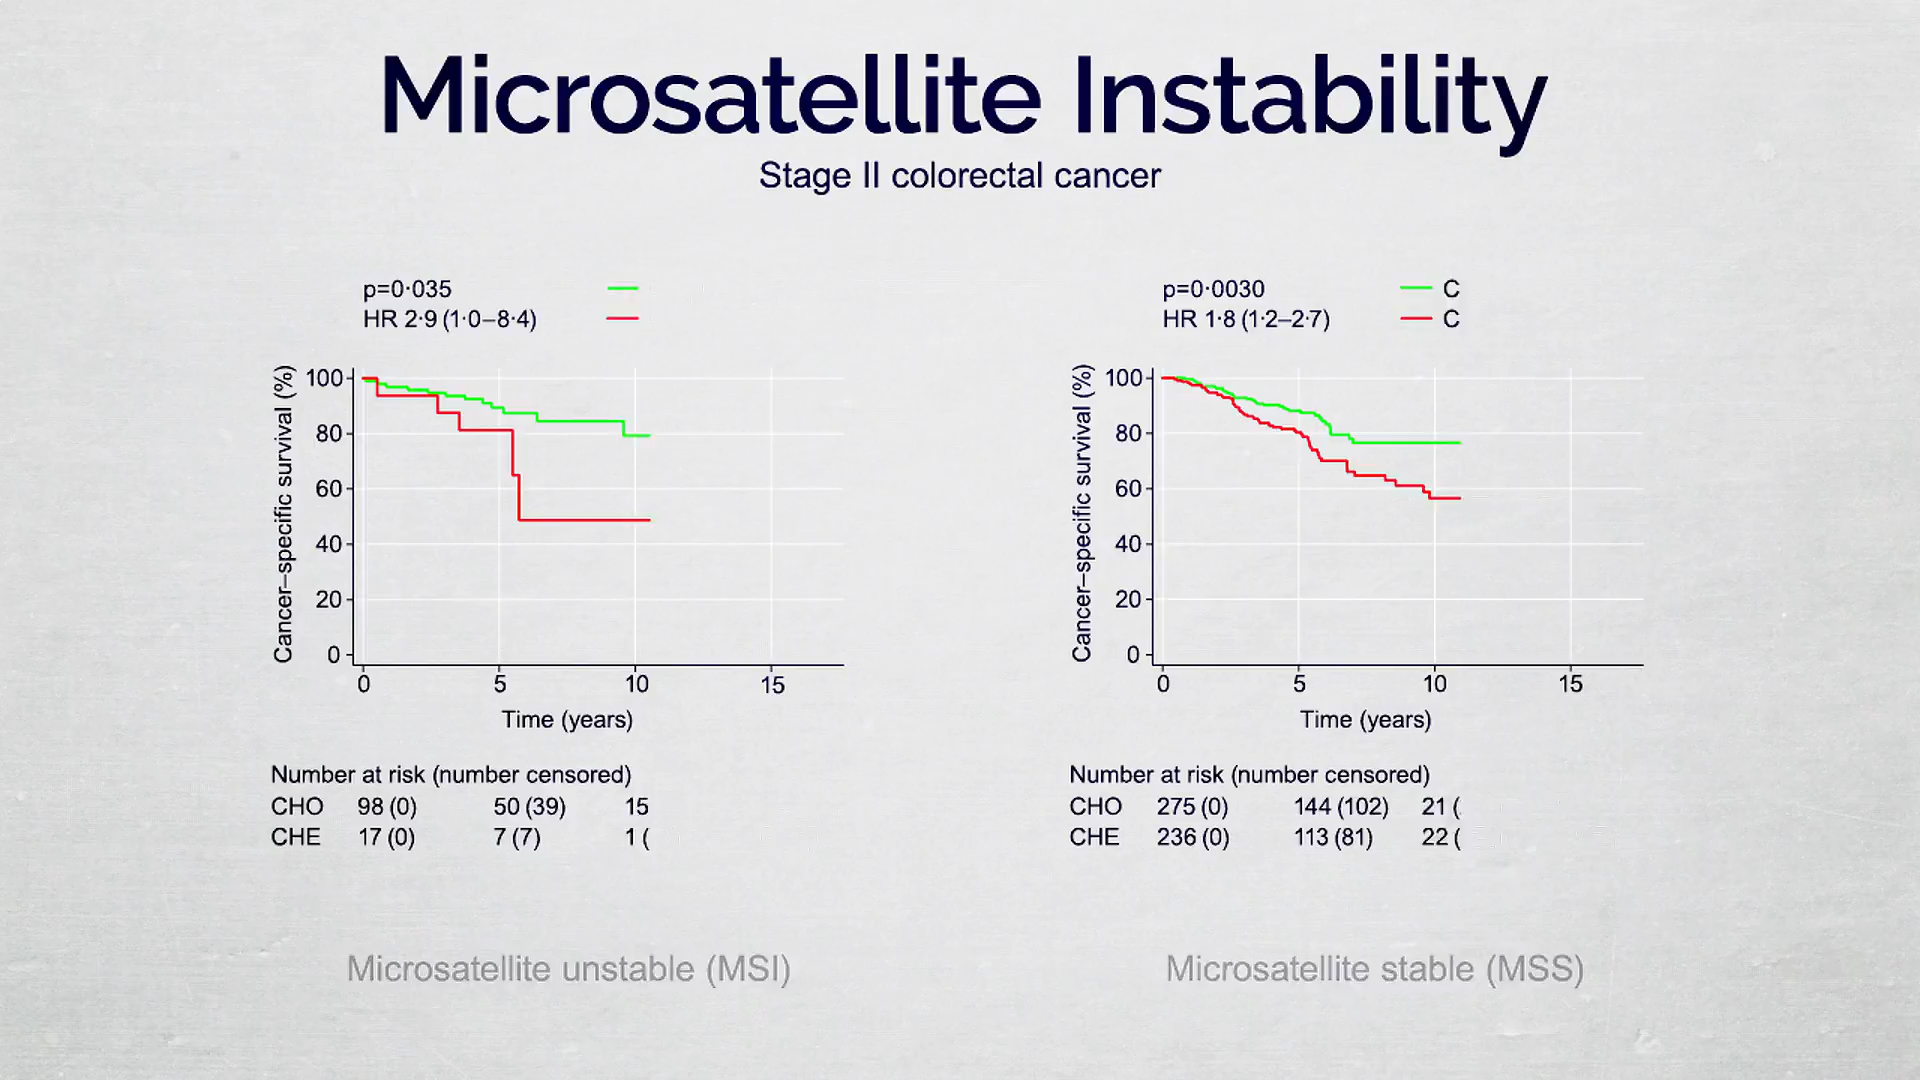 Microsatellite Instability
Stage II colorectal cancer
p=0·035
HR 2·9 (1·0–8·4)
Cancer–specific survival (%)
100
80
60
40
20
0
0 5 10 15
Time (years)
Number at risk (number censored)
CHO 98 (0) 50 (39) 15
CHE 17 (0) 7 (7) 1 (
Microsatellite unstable (MSI)
p=0·0030 C
HR 1·8 (1·2–2·7) C
Cancer–specific survival (%)
100
80
60
40
20
0
0 5 10 15
Time (years)
Number at risk (number censored)
CHO 275 (0) 144 (102) 21 (
CHE 236 (0) 113 (81) 22 (
Microsatellite stable (MSS)